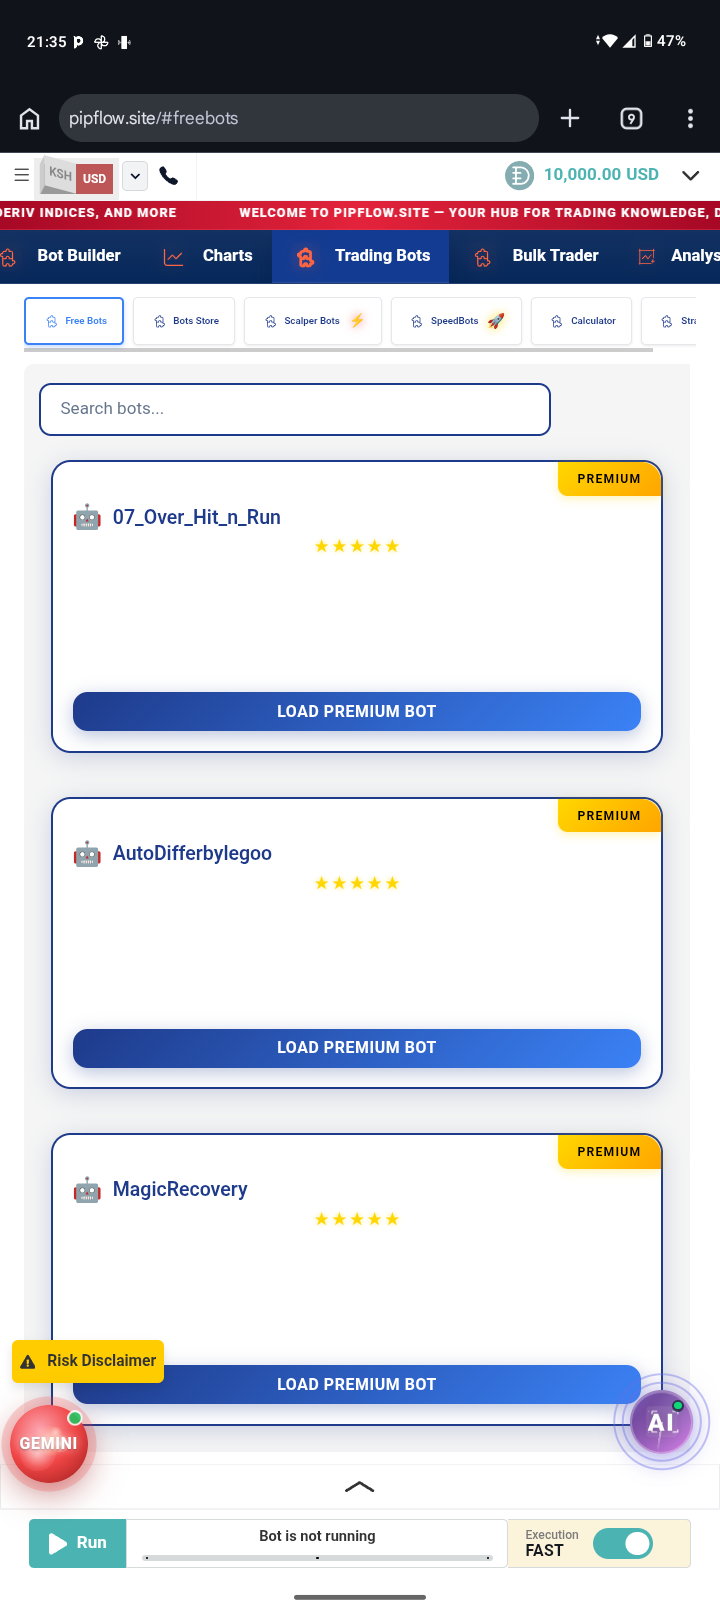 21:35
47%
pipflow.site/#freebots
9
KSH
USD
10,000.00 USD
DERIV INDICES, AND MORE WELCOME TO PIPFLOW.SITE — YOUR HUB FOR TRADING KNOWLEDGE, D
Bot Builder
Charts
Trading Bots
Bulk Trader
Analys
Free Bots
Bots Store
Scalper Bots
SpeedBots
Calculator
Stra
Search bots...
PREMIUM
07_Over_Hit_n_Run
LOAD PREMIUM BOT
PREMIUM
AutoDifferbylegoo
LOAD PREMIUM BOT
PREMIUM
MagicRecovery
Risk Disclaimer
LOAD PREMIUM BOT
GEMINI
AI
Run
Bot is not running
Execution
FAST